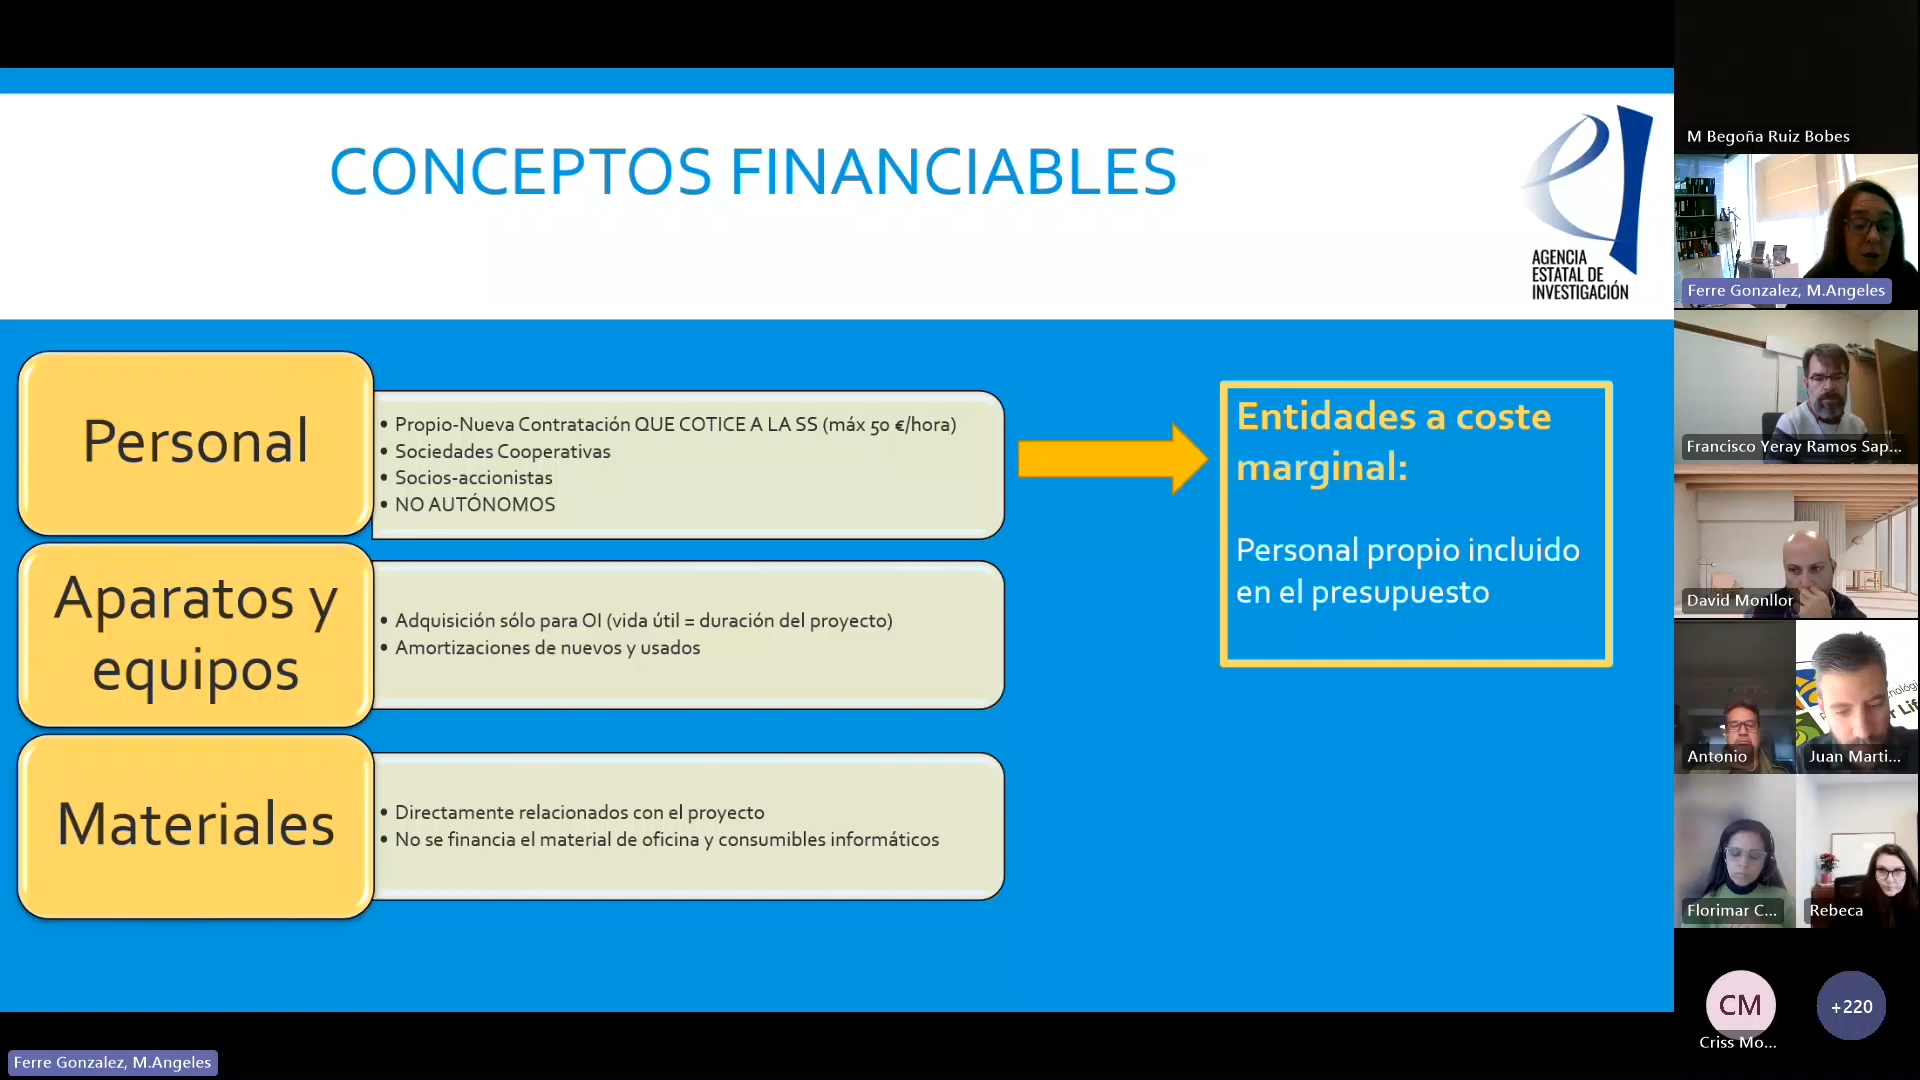 CONCEPTOS FINANCIABLES
AGENCIA
ESTATAL DE
INVESTIGACIÓN
Personal
• Propio-Nueva Contratación QUE COTICE A LA SS (máx 50 €/hora)
• Sociedades Cooperativas
• Socios-accionistas
• NO AUTÓNOMOS
Entidades a coste
marginal:
Personal propio incluido
en el presupuesto
Aparatos y
equipos
• Adquisición sólo para OI (vida útil = duración del proyecto)
• Amortizaciones de nuevos y usados
Materiales
• Directamente relacionados con el proyecto
• No se financia el material de oficina y consumibles informáticos
Ferre Gonzalez, M.Angeles
M Begoña Ruiz Bobes
Ferre Gonzalez, M.Angeles
Francisco Yeray Ramos Sap...
David Monllor
Antonio
Juan Marti...
Florimar C...
Rebeca
CM
Criss Mo...
+220